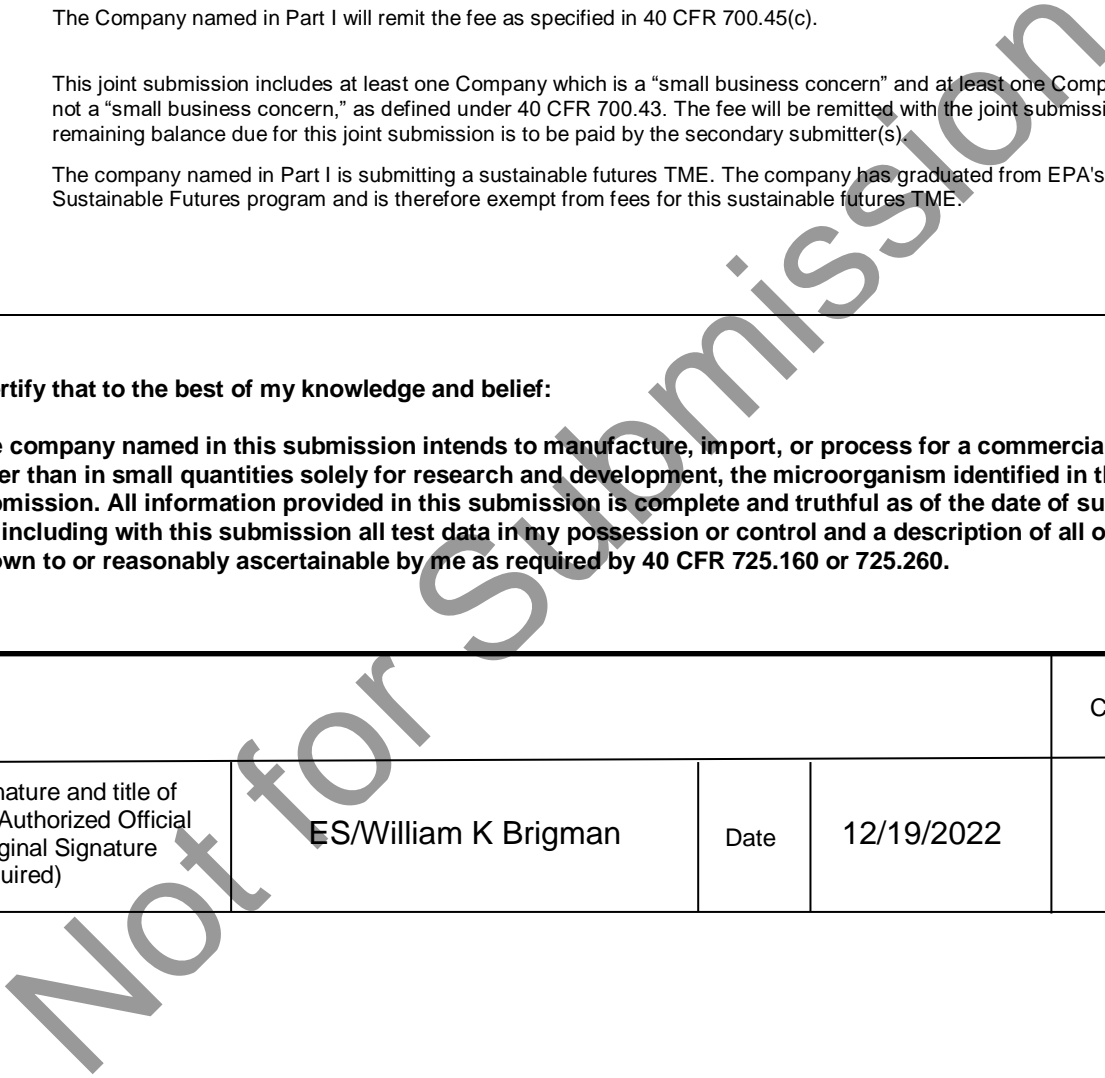 The Company named in Part I will remit the fee as specified in 40 CFR 700.45(c).
This joint submission includes at least one Company which is a “small business concern” and at least one Comp
not a “small business concern,” as defined under 40 CFR 700.43. The fee will be remitted with the joint submissi
remaining balance due for this joint submission is to be paid by the secondary submitter(s).
The company named in Part I is submitting a sustainable futures TME. The company has graduated from EPA's
Sustainable Futures program and is therefore exempt from fees for this sustainable futures TME.
rtify that to the best of my knowledge and belief:
e company named in this submission intends to manufacture, import, or process for a commercia
er than in small quantities solely for research and development, the microorganism identified in th
bmission. All information provided in this submission is complete and truthful as of the date of su
including with this submission all test data in my possession or control and a description of all o
own to or reasonably ascertainable by me as required by 40 CFR 725.160 or 725.260.
C
nature and title of
Authorized Official
ginal Signature
uired)
ES/William K Brigman
Date
12/19/2022
Not for Submission